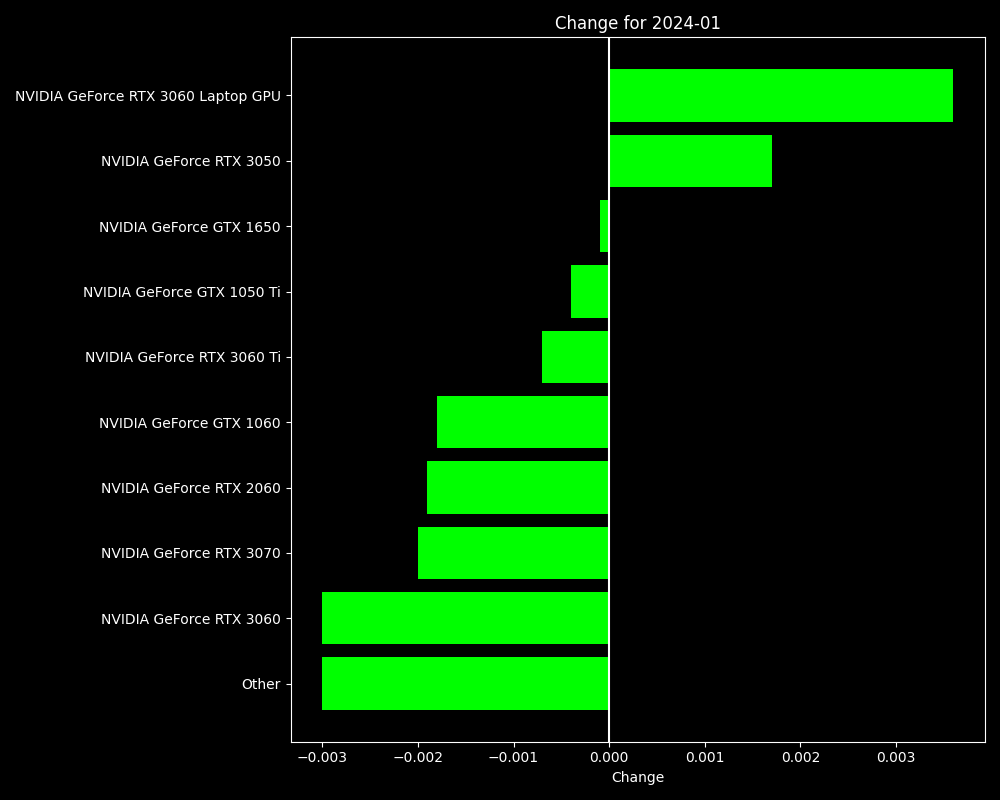 Change for 2024-01
NVIDIA GeForce RTX 3060 Laptop GPU
NVIDIA GeForce RTX 3050
NVIDIA GeForce GTX 1650
NVIDIA GeForce GTX 1050 Ti
NVIDIA GeForce RTX 3060 Ti
NVIDIA GeForce GTX 1060
NVIDIA GeForce RTX 2060
NVIDIA GeForce RTX 3070
NVIDIA GeForce RTX 3060
Other
−0.003 −0.002 −0.001 0.000 0.001 0.002 0.003
Change